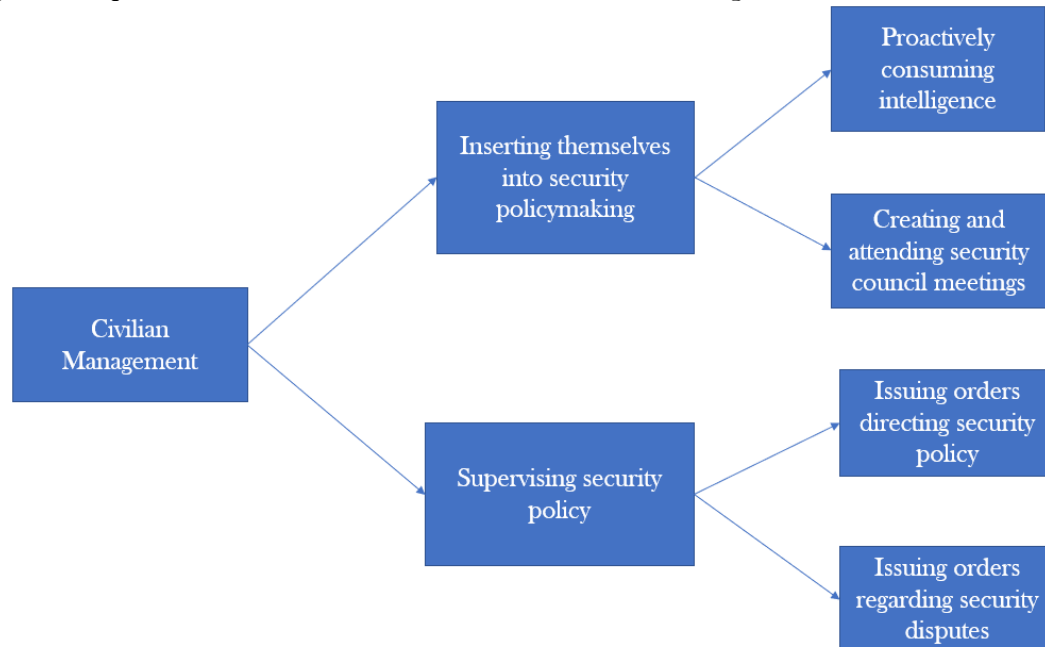 Proactively
consuming
intelligence
Inserting themselves
into security
policymaking
Creating and
attending security
council meetings
Civilian
Management
Issuing orders
directing security
policy
Supervising security
policy
Issuing orders
regarding security
disputes